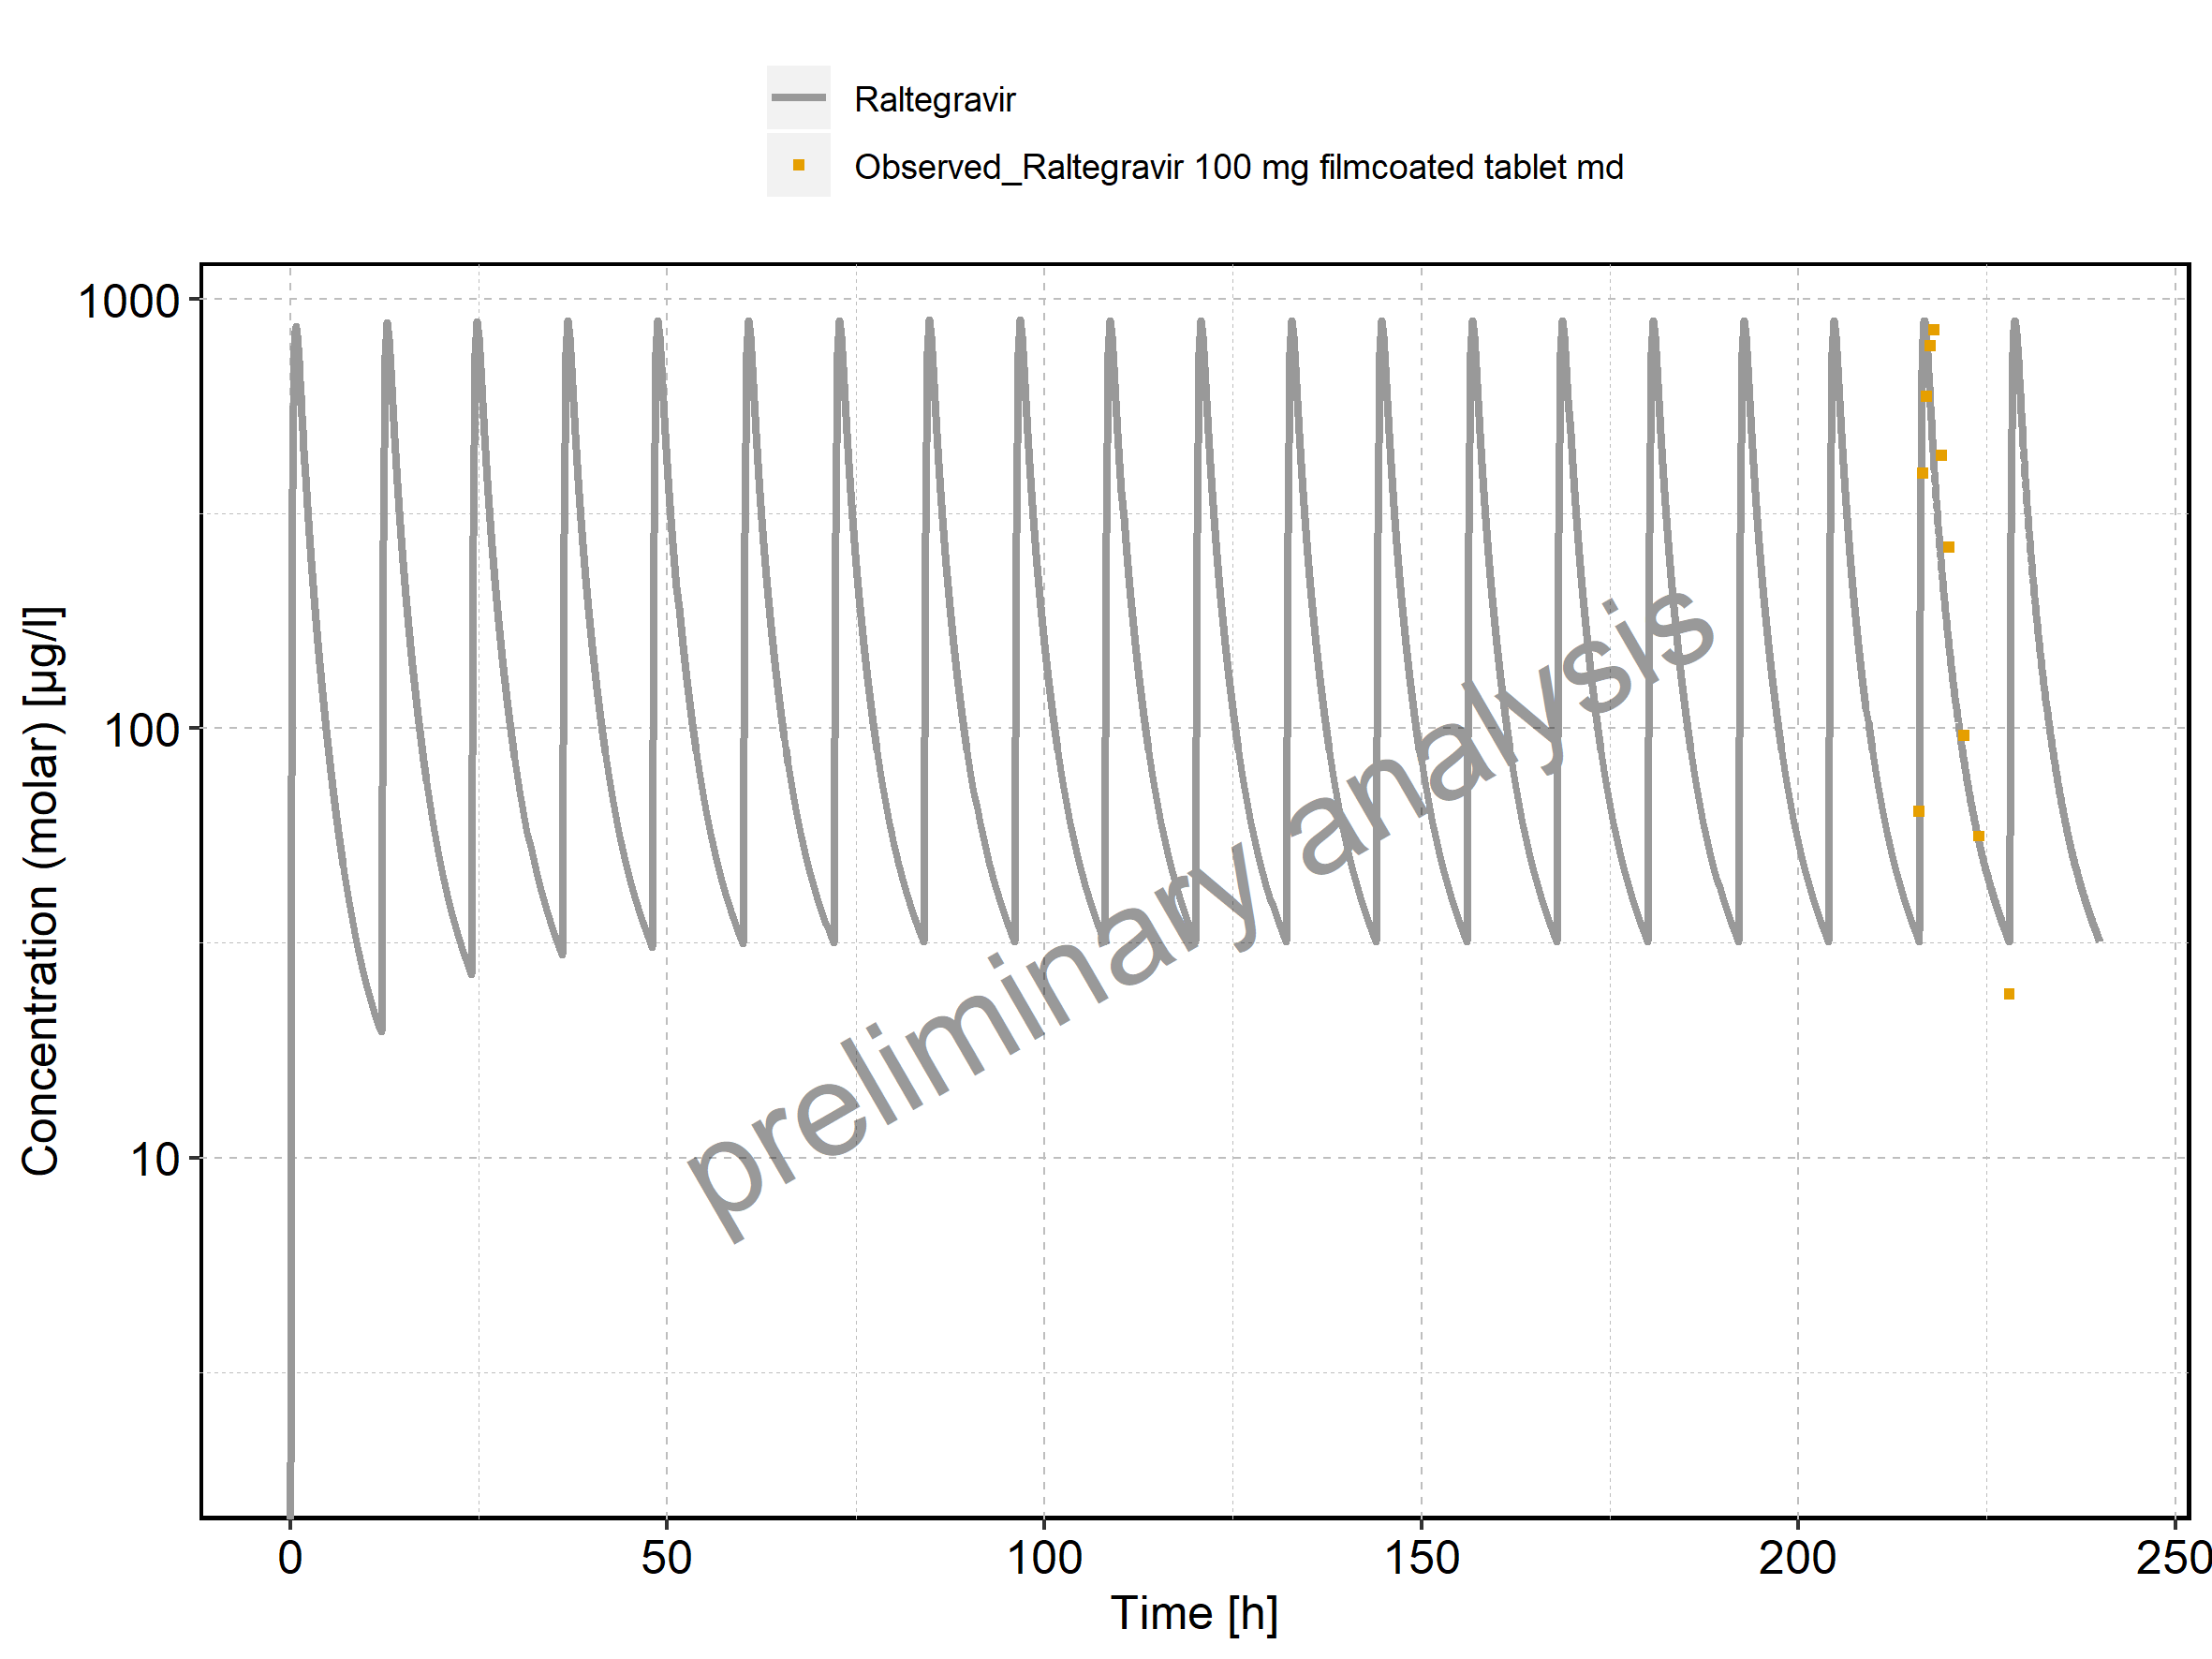 Raltegravir
Observed_Raltegravir 100 mg filmcoated tablet md
1000
100
10
Concentration (molar) [µg/l]
preliminary analysis
0 50 100 150 200 250
Time [h]